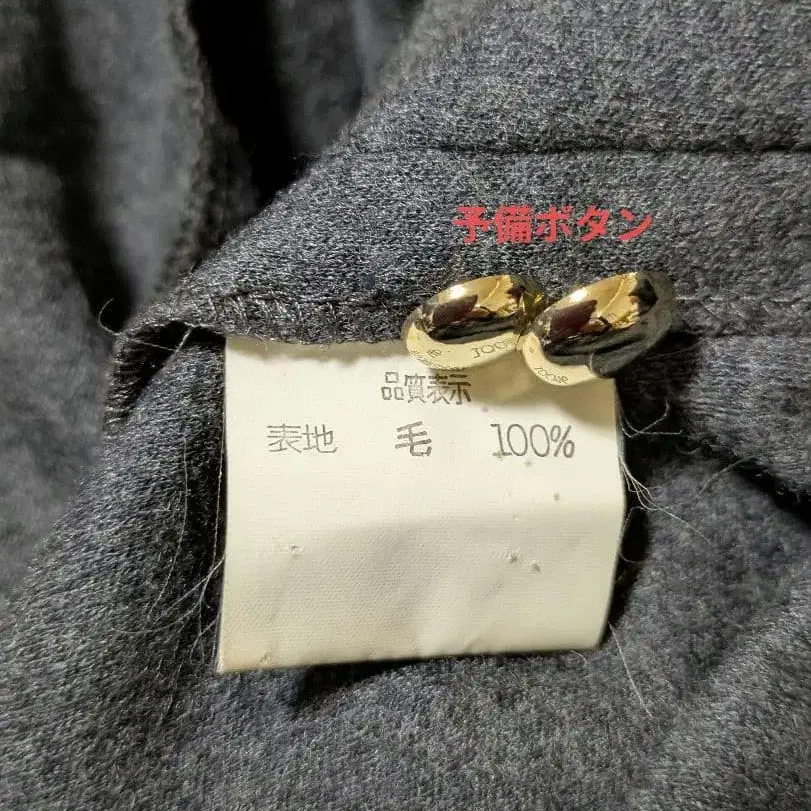 予備ボタン
品質表示
表地 毛 100%